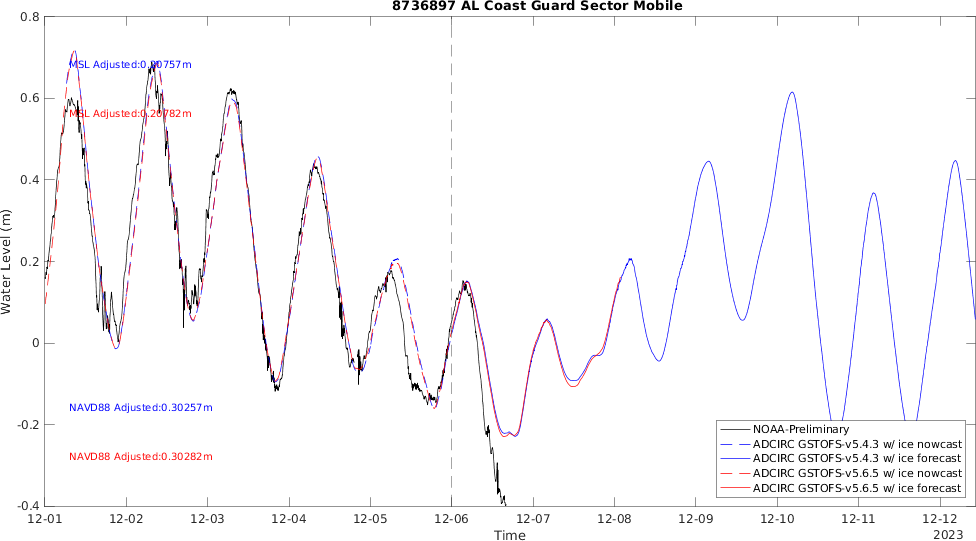 8736897 AL Coast Guard Sector Mobile
Water Level (m)
0.8
0.6
0.4
0.2
0
-0.2
-0.4
MSL Adjusted:0.20757m
MSL Adjusted:0.20782m
NAVD88 Adjusted:0.30257m
NAVD88 Adjusted:0.30282m
NOAA-Preliminary
ADCIRC GSTOFS-v5.4.3 w/ ice nowcast
ADCIRC GSTOFS-v5.4.3 w/ ice forecast
ADCIRC GSTOFS-v5.6.5 w/ ice nowcast
ADCIRC GSTOFS-v5.6.5 w/ ice forecast
12-01 12-02 12-03 12-04 12-05 12-06 12-07 12-08 12-09 12-10 12-11 12-12
Time
2023